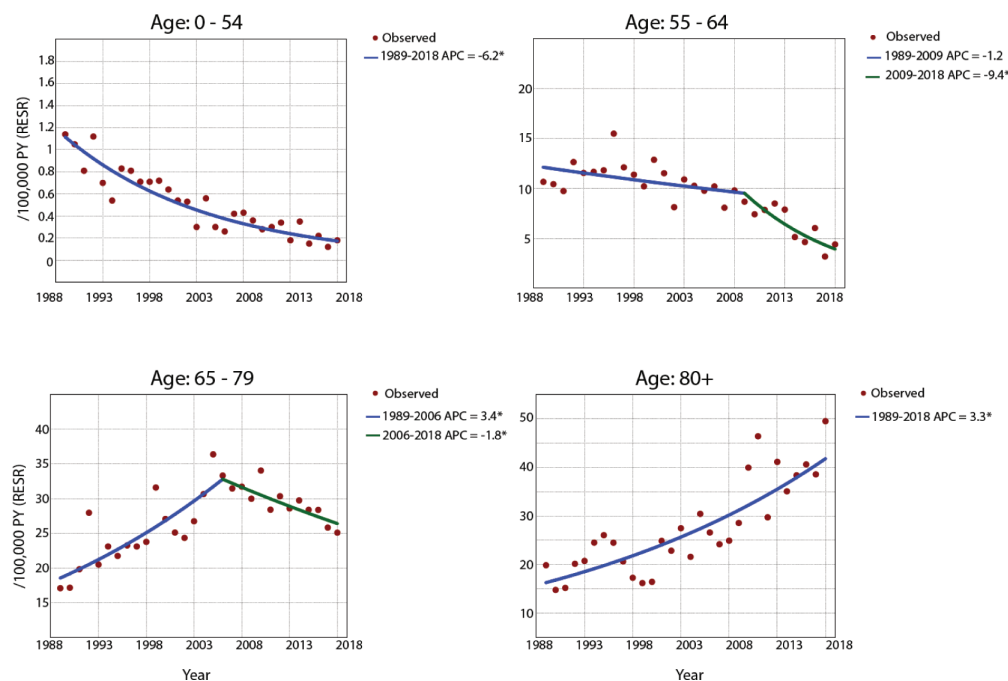 Age: 0 - 54
Observed
1989-2018 APC = -6.2*
/100,000 PY (RESR)
1.8
1.6
1.4
1.2
1
0.8
0.6
0.4
0.2
0
1988
1993
1998
2003
2008
2013
2018
Age: 55 - 64
Observed
1989-2009 APC = -1.2
2009-2018 APC = -9.4*
20
15
10
5
1988
1993
1998
2003
2008
2013
2018
Age: 65 - 79
Observed
1989-2006 APC = 3.4*
2006-2018 APC = -1.8*
/100,000 PY (RESR)
40
35
30
25
20
15
1988
1993
1998
2003
2008
2013
2018
Year
Age: 80+
Observed
1989-2018 APC = 3.3*
50
40
30
20
10
1988
1993
1998
2003
2008
2013
2018
Year